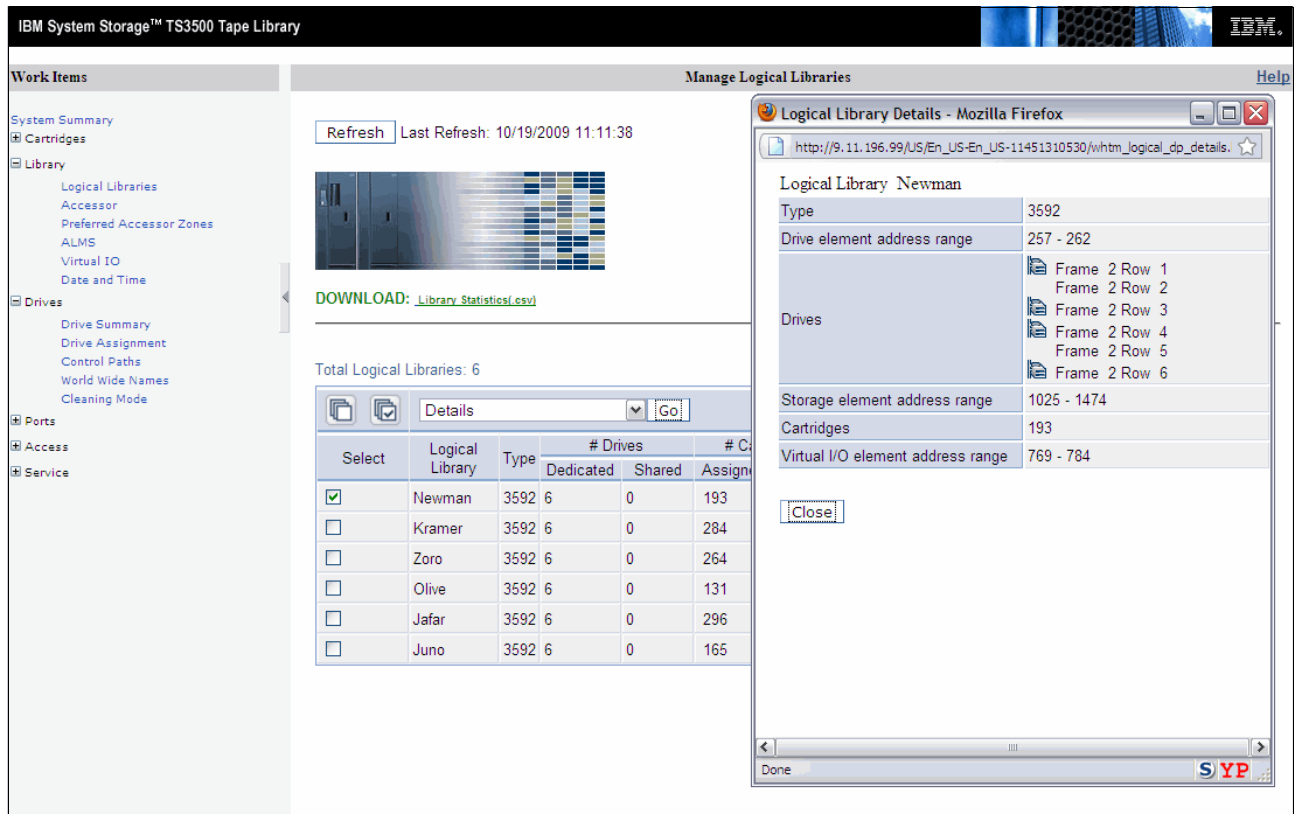 IBM System Storage™ TS3500 Tape Library
IBM.
Work Items
System Summary
Cartridges
Library
Logical Libraries
Accessor
Preferred Accessor Zones
ALMS
Virtual IO
Date and Time
Drives
Drive Summary
Drive Assignment
Control Paths
World Wide Names
Cleaning Mode
Ports
Access
Service
Manage Logical Libraries
Help
Refresh Last Refresh: 10/19/2009 11:11:38
DOWNLOAD: Library Statistics(.csv)
Total Logical Libraries: 6
Details Go
Select Logical Library Type # Drives # Ca
Dedicated Shared Assigne
Newman 3592 6 0 193
Kramer 3592 6 0 284
Zoro 3592 6 0 264
Olive 3592 6 0 131
Jafar 3592 6 0 296
Juno 3592 6 0 165
Logical Library Details - Mozilla Firefox
http://9.11.196.99/US/En_US-En_US-11451310530/whtm_logical_dp_details.
Logical Library Newman
Type 3592
Drive element address range 257 - 262
Drives
Frame 2 Row 1
Frame 2 Row 2
Frame 2 Row 3
Frame 2 Row 4
Frame 2 Row 5
Frame 2 Row 6
Storage element address range 1025 - 1474
Cartridges 193
Virtual I/O element address range 769 - 784
Close
Done
S YP